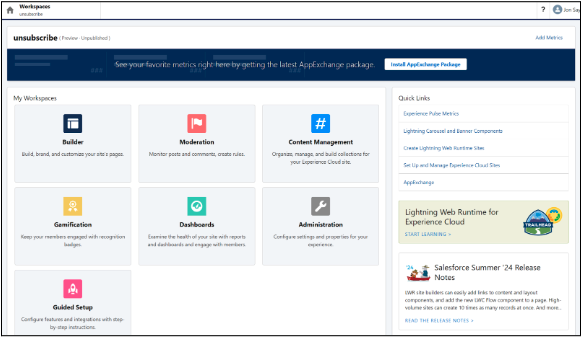 Workspaces
unsubscribe
?
Jon Say
unsubscribe (Preview - Unpublished)
Add Metrics
See your favorite metrics right here by getting the latest AppExchange package.
Install AppExchange Package
My Workspaces
Builder
Build, brand, and customize your site's pages.
Moderation
Monitor posts and comments, create rules.
Content Management
Organize, manage, and build collections for
your Experience Cloud site.
Gamification
Keep your members engaged with recognition
badges.
Dashboards
Examine the health of your site with reports
and dashboards and engage with members.
Administration
Configure settings and properties for your
experience.
Guided Setup
Configure features and integrations with step-
by-step instructions.
Quick Links
Experience Pulse Metrics
Lightning Carousel and Banner Components
Create Lightning Web Runtime Sites
Set Up and Manage Experience Cloud Sites
AppExchange
Lightning Web Runtime for
Experience Cloud
START LEARNING >
TRAILHEAD
'24
Salesforce Summer '24 Release
Notes
LWR site builders can easily add links to content and layout
components, and add the new LWC Flow component to a page. High-
volume sites can create 10 times as many records at once. And more...
READ THE RELEASE NOTES >